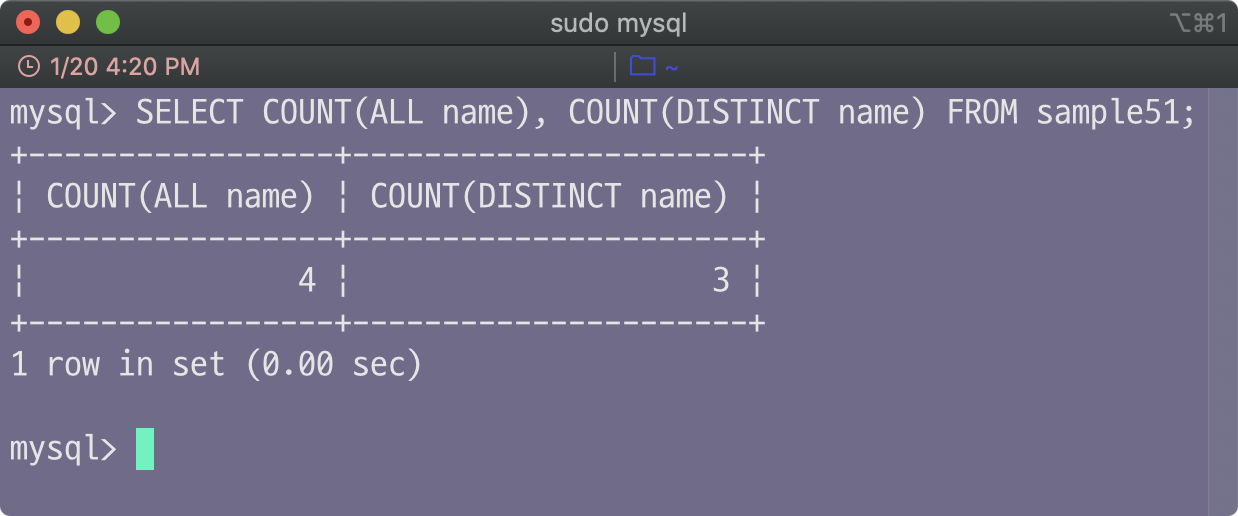 sudo mysql
⌥⌘1
1/20 4:20 PM
~
mysql> SELECT COUNT(ALL name), COUNT(DISTINCT name) FROM sample51;
+-----------------+----------------------+
¦ COUNT(ALL name) ¦ COUNT(DISTINCT name) ¦
+-----------------+----------------------+
¦               4 ¦                    3 ¦
+-----------------+----------------------+
1 row in set (0.00 sec)
mysql>